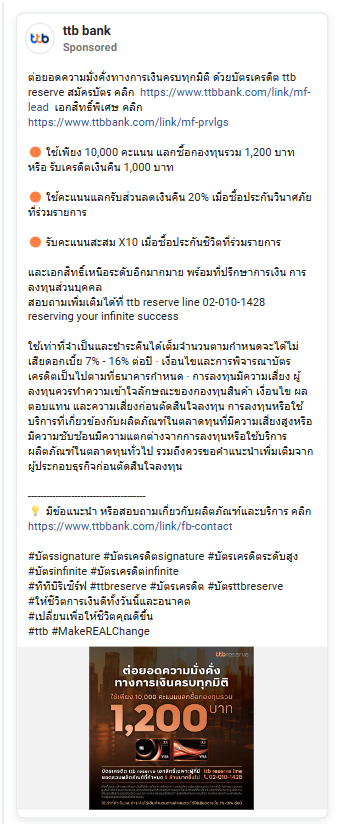 ttb
ttb bank
Sponsored
ต่อยอดความมั่งคั่งทางการเงินครบทุกมิติ ด้วยบัตรเครดิต ttb
reserve สมัครบัตร คลิก https://www.ttbbank.com/link/mf-
lead เอกสิทธิ์พิเศษ คลิก
https://www.ttbbank.com/link/mf-prvlgs
🟠 ใช้เพียง 10,000 คะแนน แลกซื้อกองทุนรวม 1,200 บาท
หรือ รับเครดิตเงินคืน 1,000 บาท
🟠 ใช้คะแนนแลกรับส่วนลดเงินคืน 20% เมื่อซื้อประกันวินาศภัย
ที่ร่วมรายการ
🟠 รับคะแนนสะสม X10 เมื่อซื้อประกันชีวิตที่ร่วมรายการ
และเอกสิทธิ์เหนือระดับอีกมากมาย พร้อมที่ปรึกษาการเงิน การ
ลงทุนส่วนบุคคล
สอบถามเพิ่มเติมได้ที่ ttb reserve line 02-010-1428
reserving your infinite success
ใช้เท่าที่จำเป็นและชำระคืนได้เต็มจำนวนตามกำหนดจะได้ไม่
เสียดอกเบี้ย 7% - 16% ต่อปี · เงื่อนไขและการพิจารณาบัตร
เครดิตเป็นไปตามที่ธนาคารกำหนด · การลงทุนมีความเสี่ยง ผู้
ลงทุนควรทำความเข้าใจลักษณะของกองทุนสินค้า เงื่อนไข ผล
ตอบแทน และความเสี่ยงก่อนตัดสินใจลงทุน การลงทุนหรือใช้
บริการที่เกี่ยวข้องกับผลิตภัณฑ์ในตลาดทุนที่มีความเสี่ยงสูงหรือ
มีความซับซ้อนมีความแตกต่างจากการลงทุนหรือใช้บริการ
ผลิตภัณฑ์ในตลาดทุนทั่วไป รวมถึงควรขอคำแนะนำเพิ่มเติมจาก
ผู้ประกอบธุรกิจก่อนตัดสินใจลงทุน
---------------------------------------
💡 มีข้อแนะนำ หรือสอบถามเกี่ยวกับผลิตภัณฑ์และบริการ คลิก
https://www.ttbbank.com/link/fb-contact
#บัตรsignature #บัตรเครดิตsignature #บัตรเครดิตระดับสูง
#บัตรinfinite #บัตรเครดิตinfinite
#ทีทีบีรีเซิร์ฟ #ttbreserve #บัตรเครดิต #บัตรttbreserve
#ให้ชีวิตการเงินดีทั้งวันนี้และอนาคต
#เปลี่ยนเพื่อให้ชีวิตคุณดีขึ้น
#ttb #MakeREALChange
ttbreserve
ต่อยอดความมั่งคั่ง
ทางการเงินครบทุกมิติ
ใช้เพียง 10,000 คะแนนแลกซื้อกองทุนรวม
1,200 บาท
VISA VISA
บัตรเครดิต ttb reserve เอกสิทธิ์เฉพาะผู้ที่มี
ttb reserve line
02-010-1428